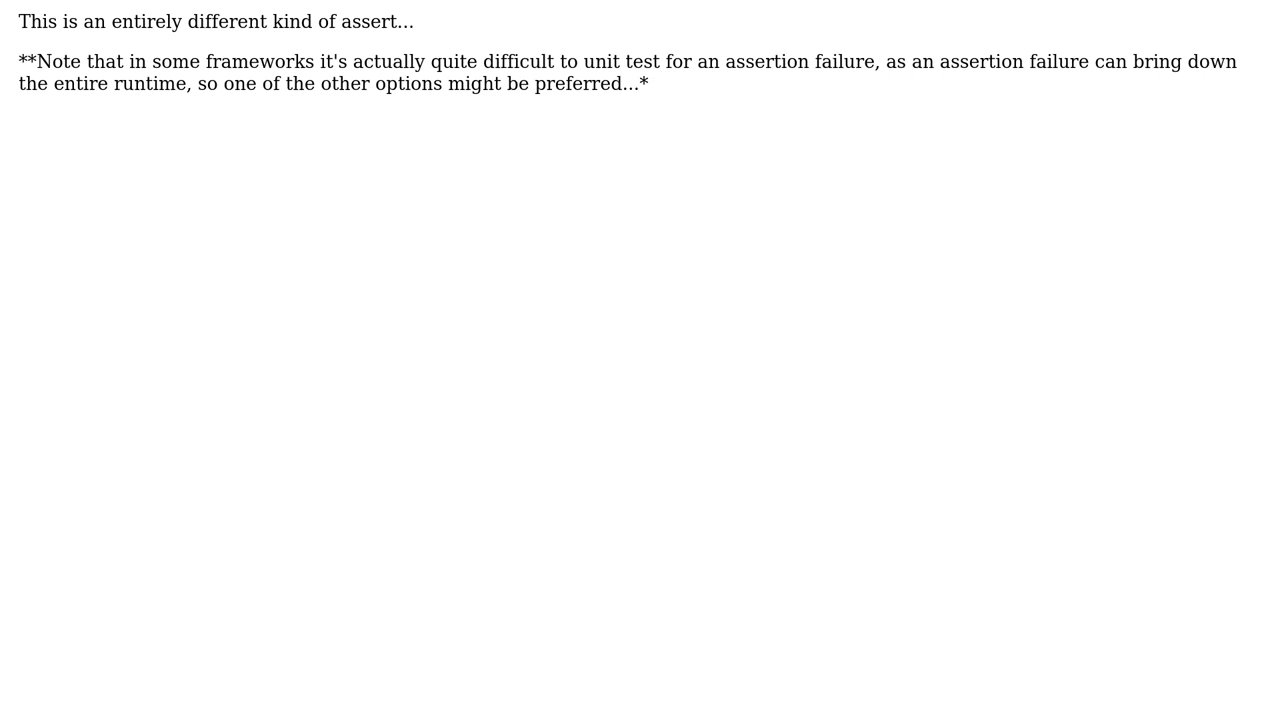 This is an entirely different kind of assert...
**Note that in some frameworks it's actually quite difficult to unit test for an assertion failure, as an assertion failure can bring down
the entire runtime, so one of the other options might be preferred...*